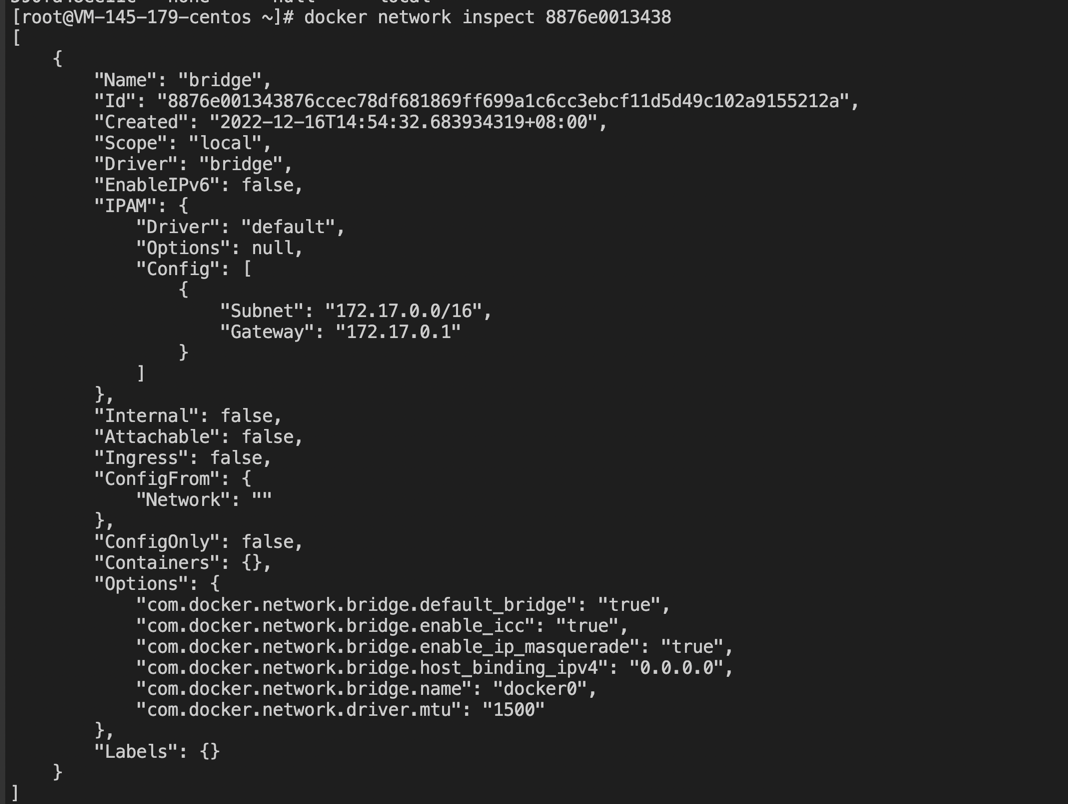 [root@VM-145-179-centos ~]# docker network inspect 8876e0013438
[
    {
        "Name": "bridge",
        "Id": "8876e001343876ccec78df681869ff699a1c6cc3ebcf11d5d49c102a9155212a",
        "Created": "2022-12-16T14:54:32.683934319+08:00",
        "Scope": "local",
        "Driver": "bridge",
        "EnableIPv6": false,
        "IPAM": {
            "Driver": "default",
            "Options": null,
            "Config": [
                {
                    "Subnet": "172.17.0.0/16",
                    "Gateway": "172.17.0.1"
                }
            ]
        },
        "Internal": false,
        "Attachable": false,
        "Ingress": false,
        "ConfigFrom": {
            "Network": ""
        },
        "ConfigOnly": false,
        "Containers": {},
        "Options": {
            "com.docker.network.bridge.default_bridge": "true",
            "com.docker.network.bridge.enable_icc": "true",
            "com.docker.network.bridge.enable_ip_masquerade": "true",
            "com.docker.network.bridge.host_binding_ipv4": "0.0.0.0",
            "com.docker.network.bridge.name": "docker0",
            "com.docker.network.driver.mtu": "1500"
        },
        "Labels": {}
    }
]